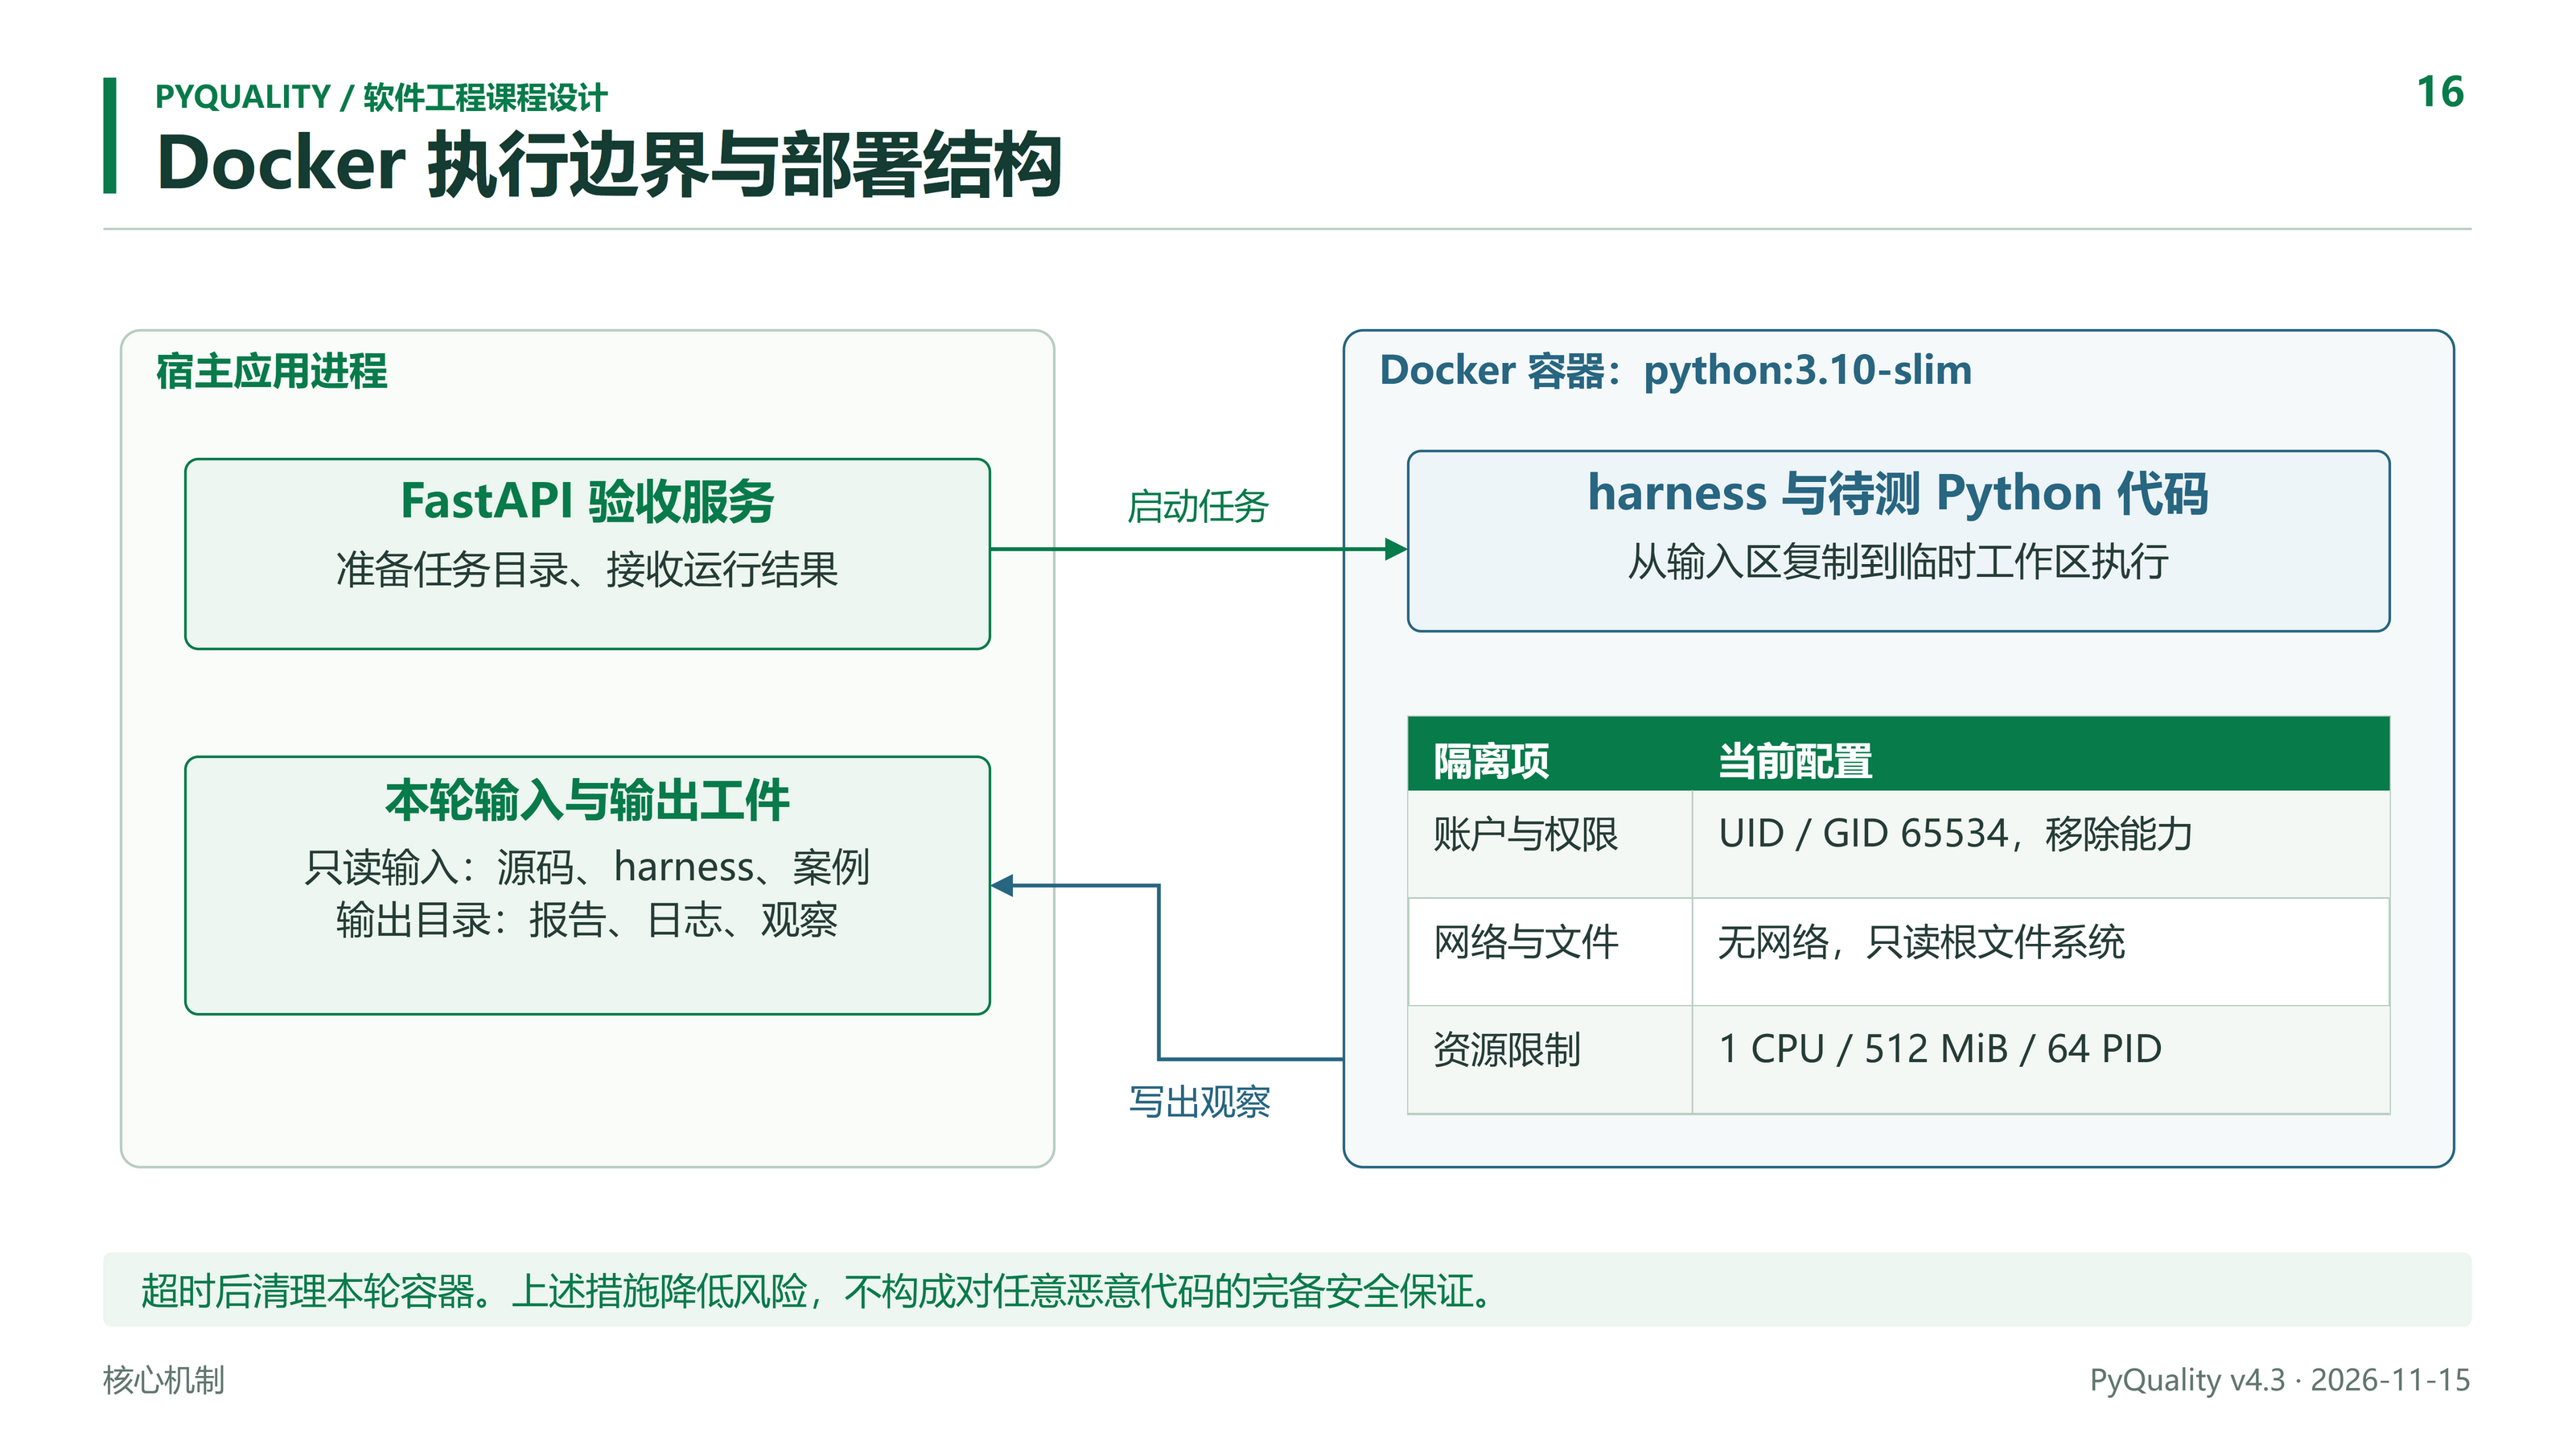 PYQUALITY / 软件工程课程设计
16
Docker 执行边界与部署结构
宿主应用进程
FastAPI 验收服务
准备任务目录、接收运行结果
本轮输入与输出工件
只读输入：源码、harness、案例
输出目录：报告、日志、观察
启动任务
写出观察
Docker 容器：python:3.10-slim
harness 与待测 Python 代码
从输入区复制到临时工作区执行
隔离项 当前配置
账户与权限 UID / GID 65534，移除能力
网络与文件 无网络，只读根文件系统
资源限制 1 CPU / 512 MiB / 64 PID
超时后清理本轮容器。上述措施降低风险，不构成对任意恶意代码的完备安全保证。
核心机制
PyQuality v4.3 · 2026-11-15